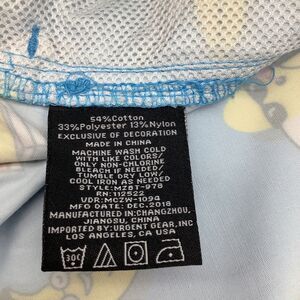 54%Cotton
33%Polyester 13%Nylon
EXCLUSIVE OF DECORATION
MADE IN CHINA
MACHINE WASH COLD
WITH LIKE COLORS/
ONLY NON-CHLORINE
BLEACH IF NEEDED/
TUMBLE DRY LOW/
COOL IRON AS NEEDED
STYLE:MZBT-978
RN:112522
VDR:MCZW-1094
MFG DATE: DEC.2018
MANUFACTURED IN:CHANGZHOU,
JIANGSU, CHINA
IMPORTED BY:URGENT GEAR,INC
LOS ANGELES, CA USA
30C